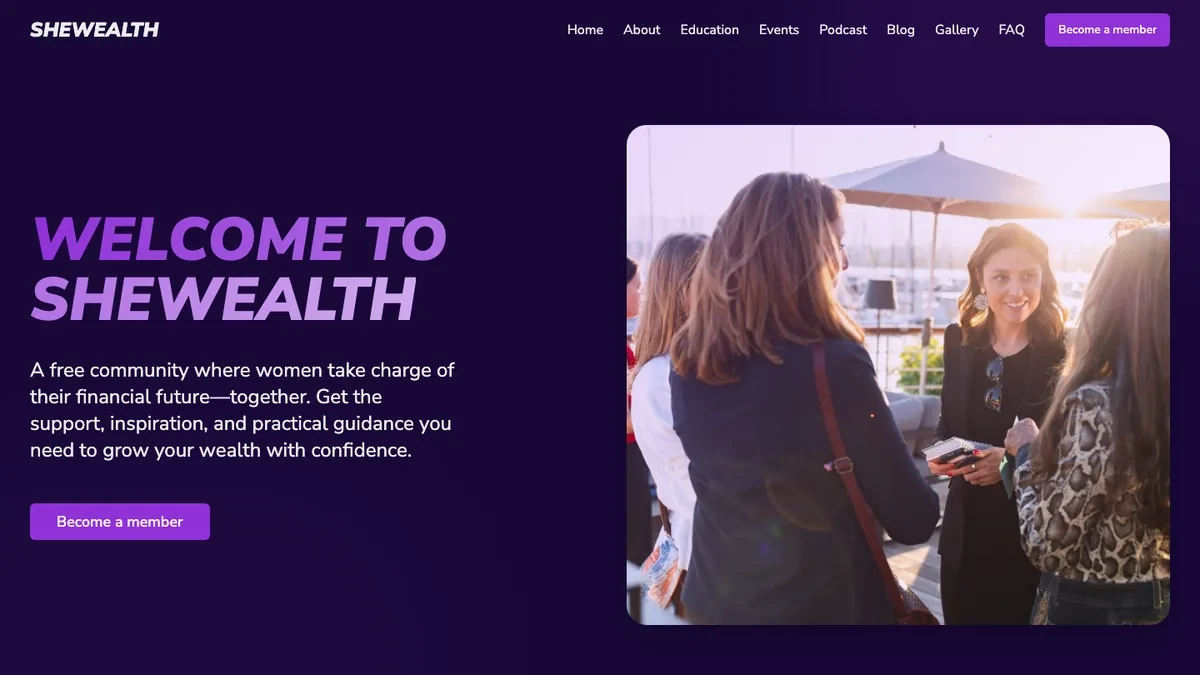 SHEWEALTH
Home
About
Education
Events
Podcast
Blog
Gallery
FAQ
Become a member
WELCOME TO
SHEWEALTH
A free community where women take charge of
their financial future—together. Get the
support, inspiration, and practical guidance you
need to grow your wealth with confidence.
Become a member